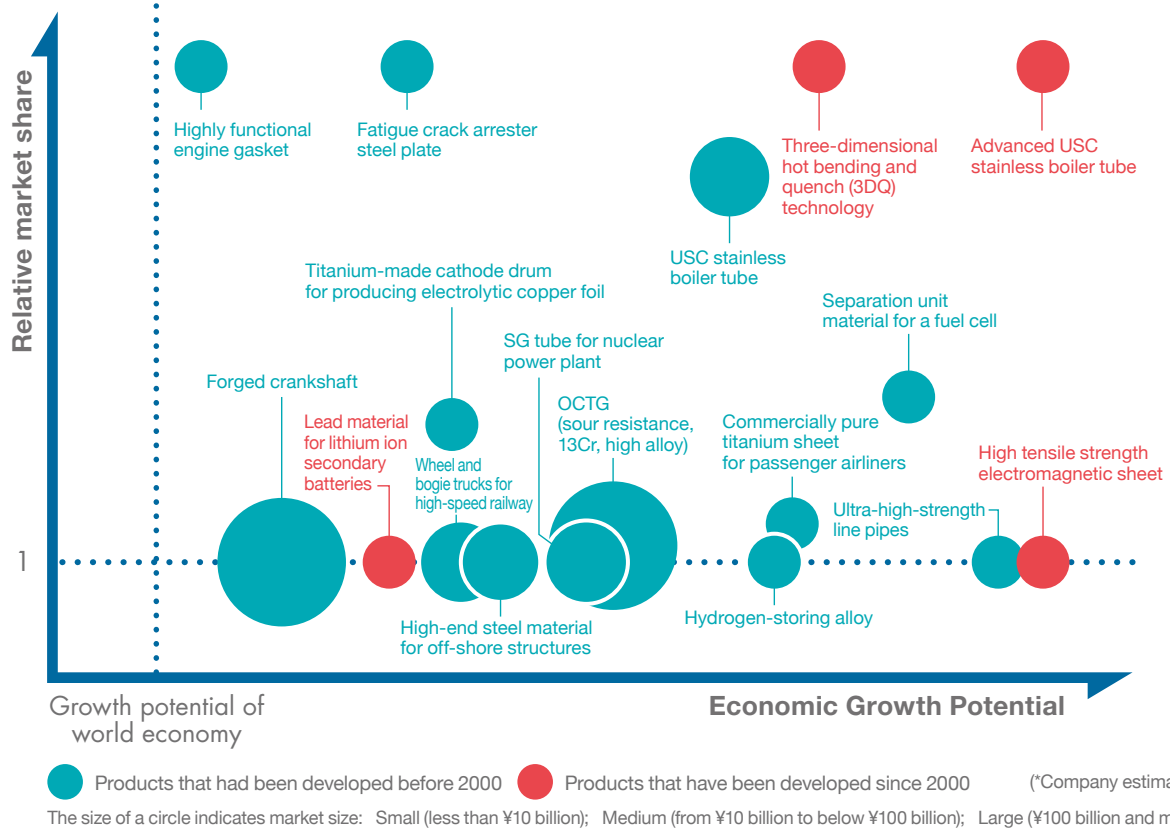 Relative market share
Highly functional
engine gasket
Fatigue crack arrester
steel plate
Three-dimensional
hot bending and
quench (3DQ)
technology
Advanced USC
stainless boiler tube
USC stainless
boiler tube
Titanium-made cathode drum
for producing electrolytic copper foil
Separation unit
material for a fuel cell
SG tube for nuclear
power plant
Forged crankshaft
OCTG
(sour resistance,
13Cr, high alloy)
Lead material
for lithium ion
secondary
batteries
Commercially pure
titanium sheet
for passenger airliners
Wheel and
bogie trucks for
high-speed railway
High tensile strength
electromagnetic sheet
Ultra-high-strength
line pipes
1
High-end steel material
for off-shore structures
Hydrogen-storing alloy
Growth potential of
world economy
Economic Growth Potential
Products that had been developed before 2000
Products that have been developed since 2000
(*Company estima
The size of a circle indicates market size: Small (less than ¥10 billion); Medium (from ¥10 billion to below ¥100 billion); Large (¥100 billion and m